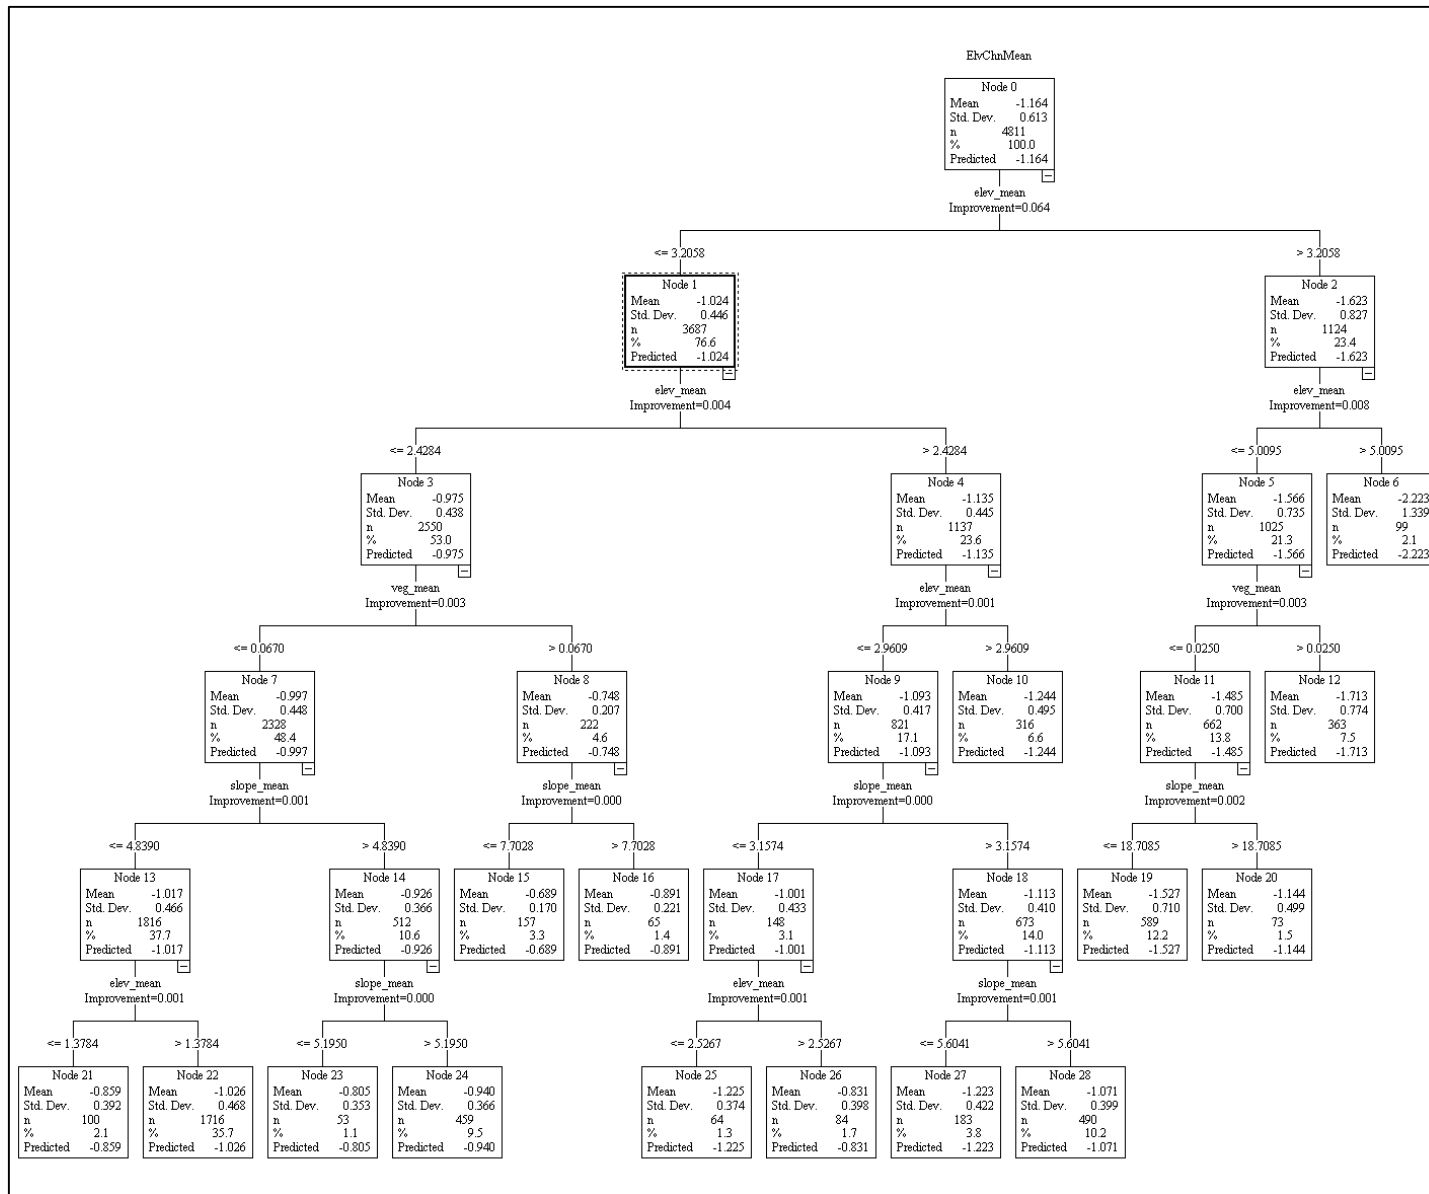 ElvChnMean
Node 0
Mean -1.164
Std. Dev. 0.613
n 4811
% 100.0
Predicted -1.164
elev_mean
Improvement=0.064
<= 3.2058
> 3.2058
Node 1
Mean -1.024
Std. Dev. 0.446
n 3687
% 76.6
Predicted -1.024
elev_mean
Improvement=0.004
Node 2
Mean -1.623
Std. Dev. 0.827
n 1124
% 23.4
Predicted -1.623
elev_mean
Improvement=0.008
<= 2.4284
> 2.4284
<= 5.0095
> 5.0095
Node 3
Mean -0.975
Std. Dev. 0.438
n 2550
% 53.0
Predicted -0.975
veg_mean
Improvement=0.003
Node 4
Mean -1.135
Std. Dev. 0.445
n 1137
% 23.6
Predicted -1.135
elev_mean
Improvement=0.001
Node 5
Mean -1.566
Std. Dev. 0.735
n 1025
% 21.3
Predicted -1.566
veg_mean
Improvement=0.003
Node 6
Mean -2.223
Std. Dev. 1.339
n 99
% 2.1
Predicted -2.223
<= 0.0670
> 0.0670
<= 2.9609
> 2.9609
<= 0.0250
> 0.0250
Node 7
Mean -0.997
Std. Dev. 0.448
n 2328
% 48.4
Predicted -0.997
slope_mean
Improvement=0.001
Node 8
Mean -0.748
Std. Dev. 0.207
n 222
% 4.6
Predicted -0.748
slope_mean
Improvement=0.000
Node 9
Mean -1.093
Std. Dev. 0.417
n 821
% 17.1
Predicted -1.093
slope_mean
Improvement=0.000
Node 10
Mean -1.244
Std. Dev. 0.495
n 316
% 6.6
Predicted -1.244
Node 11
Mean -1.485
Std. Dev. 0.700
n 662
% 13.8
Predicted -1.485
slope_mean
Improvement=0.002
Node 12
Mean -1.713
Std. Dev. 0.774
n 363
% 7.5
Predicted -1.713
<= 4.8390
> 4.8390
<= 7.7028
> 7.7028
<= 3.1574
> 3.1574
<= 18.7085
> 18.7085
Node 13
Mean -1.017
Std. Dev. 0.466
n 1816
% 37.7
Predicted -1.017
elev_mean
Improvement=0.001
Node 14
Mean -0.926
Std. Dev. 0.366
n 512
% 10.6
Predicted -0.926
slope_mean
Improvement=0.000
Node 15
Mean -0.689
Std. Dev. 0.170
n 157
% 3.3
Predicted -0.689
Node 16
Mean -0.891
Std. Dev. 0.221
n 65
% 1.4
Predicted -0.891
Node 17
Mean -1.001
Std. Dev. 0.433
n 148
% 3.1
Predicted -1.001
elev_mean
Improvement=0.001
Node 18
Mean -1.113
Std. Dev. 0.410
n 673
% 14.0
Predicted -1.113
slope_mean
Improvement=0.001
Node 19
Mean -1.527
Std. Dev. 0.710
n 589
% 12.2
Predicted -1.527
Node 20
Mean -1.144
Std. Dev. 0.499
n 73
% 1.5
Predicted -1.144
<= 1.3784
> 1.3784
<= 5.1950
> 5.1950
<= 2.5267
> 2.5267
<= 5.6041
> 5.6041
Node 21
Mean -0.859
Std. Dev. 0.392
n 100
% 2.1
Predicted -0.859
Node 22
Mean -1.026
Std. Dev. 0.468
n 1716
% 35.7
Predicted -1.026
Node 23
Mean -0.805
Std. Dev. 0.353
n 53
% 1.1
Predicted -0.805
Node 24
Mean -0.940
Std. Dev. 0.366
n 459
% 9.5
Predicted -0.940
Node 25
Mean -1.225
Std. Dev. 0.374
n 64
% 1.3
Predicted -1.225
Node 26
Mean -0.831
Std. Dev. 0.398
n 84
% 1.7
Predicted -0.831
Node 27
Mean -1.223
Std. Dev. 0.422
n 183
% 3.8
Predicted -1.223
Node 28
Mean -1.071
Std. Dev. 0.399
n 490
% 10.2
Predicted -1.071